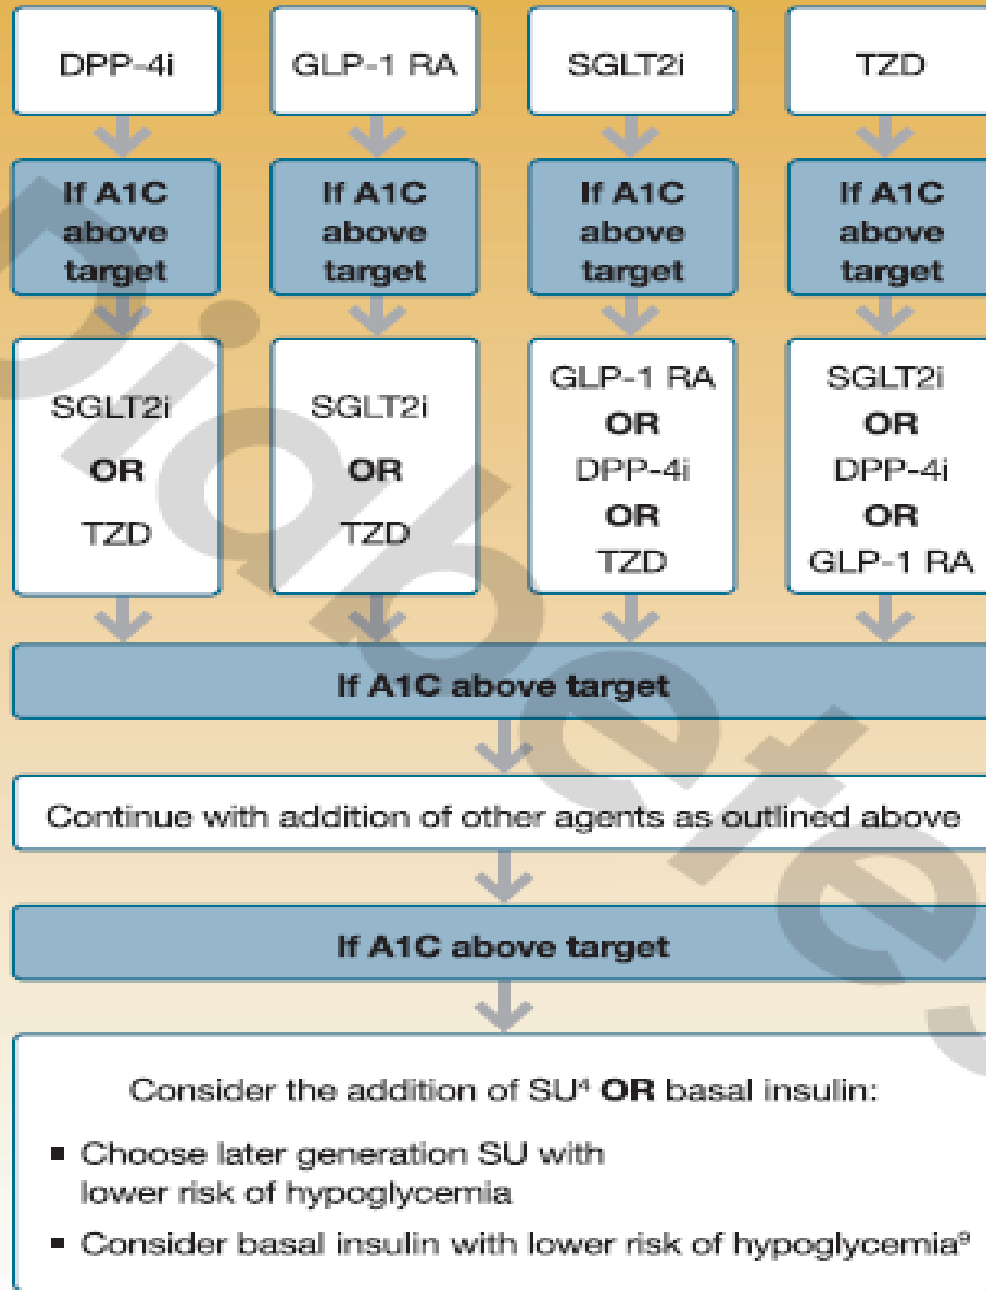 DPP-4i
GLP-1 RA
SGLT2i
TZD
If A1C
above
target
If A1C
above
target
If A1C
above
target
If A1C
above
target
SGLT2i
OR
TZD
SGLT2i
OR
TZD
GLP-1 RA
OR
DPP-4i
OR
TZD
SGLT2i
OR
DPP-4i
OR
GLP-1 RA
If A1C above target
Continue with addition of other agents as outlined above
If A1C above target
Consider the addition of SU⁴ OR basal insulin:
▪ Choose later generation SU with
lower risk of hypoglycemia
▪ Consider basal insulin with lower risk of hypoglycemia⁹
Diabetes